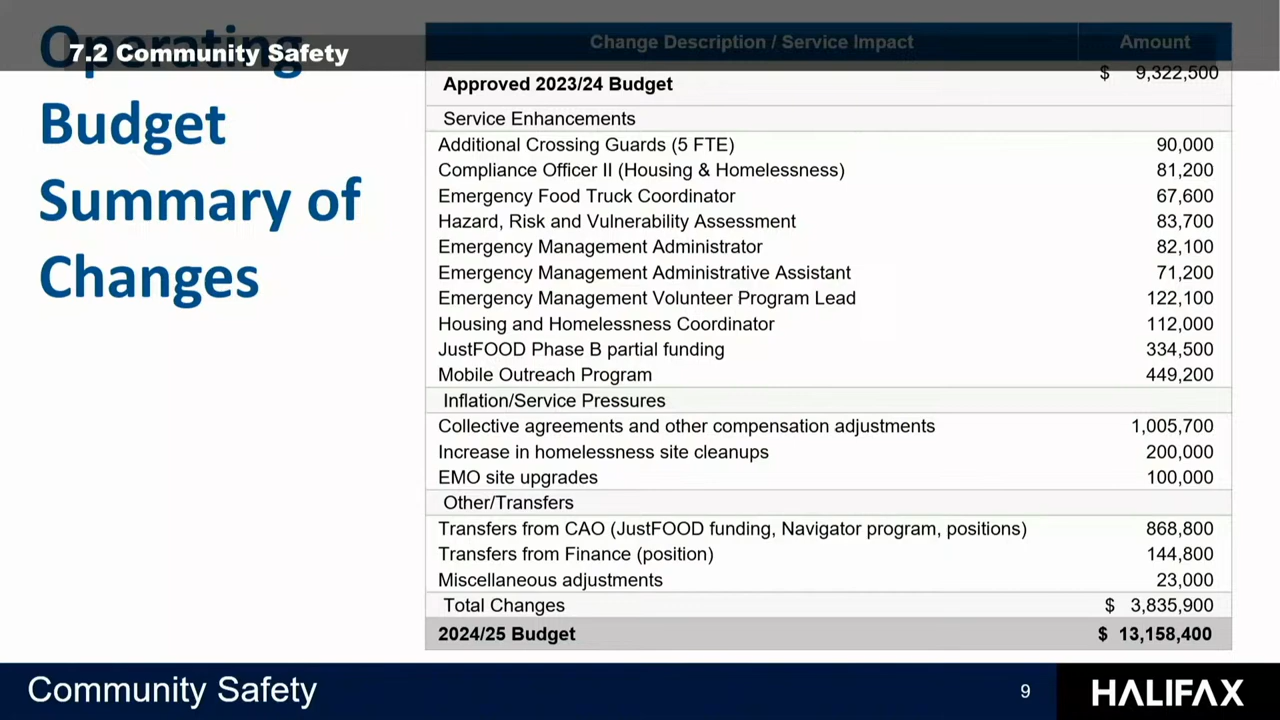 7.2 Community Safety
Operating
Budget
Summary of
Changes
Change Description / Service Impact Amount
Approved 2023/24 Budget $ 9,322,500
Service Enhancements
Additional Crossing Guards (5 FTE) 90,000
Compliance Officer II (Housing & Homelessness) 81,200
Emergency Food Truck Coordinator 67,600
Hazard, Risk and Vulnerability Assessment 83,700
Emergency Management Administrator 82,100
Emergency Management Administrative Assistant 71,200
Emergency Management Volunteer Program Lead 122,100
Housing and Homelessness Coordinator 112,000
JustFOOD Phase B partial funding 334,500
Mobile Outreach Program 449,200
Inflation/Service Pressures
Collective agreements and other compensation adjustments 1,005,700
Increase in homelessness site cleanups 200,000
EMO site upgrades 100,000
Other/Transfers
Transfers from CAO (JustFOOD funding, Navigator program, positions) 868,800
Transfers from Finance (position) 144,800
Miscellaneous adjustments 23,000
Total Changes $ 3,835,900
2024/25 Budget $ 13,158,400
Community Safety 9 HALIFAX